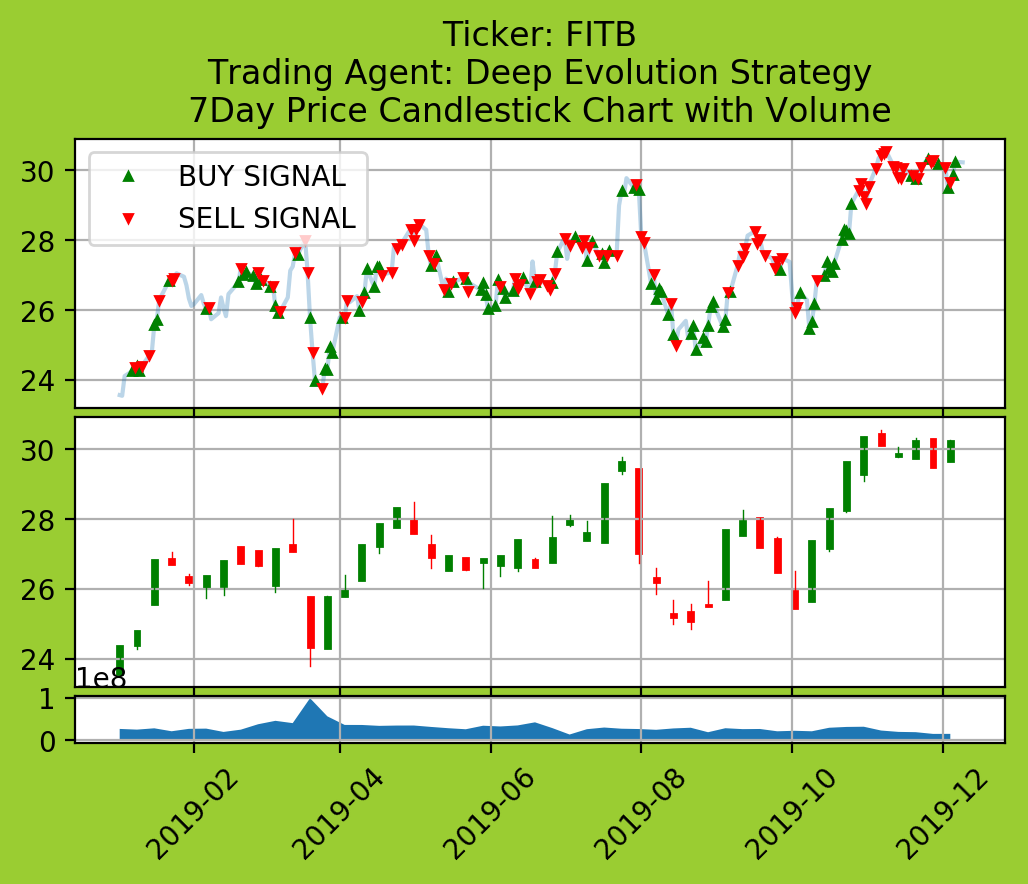 Ticker: FITB
Trading Agent: Deep Evolution Strategy
7Day Price Candlestick Chart with Volume
BUY SIGNAL
SELL SIGNAL
30
28
26
24
30
28
26
24
1e8
1
0
2019-02
2019-04
2019-06
2019-08
2019-10
2019-12